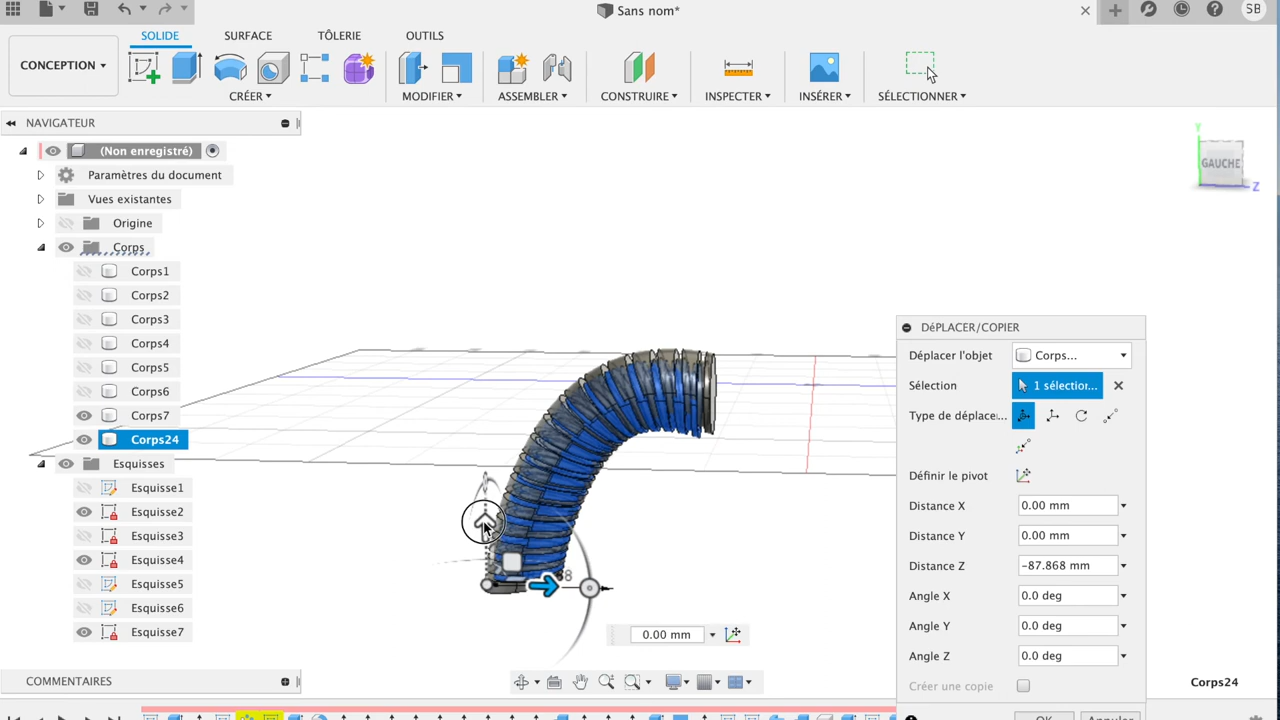 Sans nom*
SB
CONCEPTION
SOLIDE
SURFACE
TÔLERIE
OUTILS
CRÉER
MODIFIER
ASSEMBLER
CONSTRUIRE
INSPECTER
INSÉRER
SÉLECTIONNER
NAVIGATEUR
(Non enregistré)
Paramètres du document
Vues existantes
Origine
Corps
Corps1
Corps2
Corps3
Corps4
Corps5
Corps6
Corps7
Corps24
Esquisses
Esquisse1
Esquisse2
Esquisse3
Esquisse4
Esquisse5
Esquisse6
Esquisse7
COMMENTAIRES
Y
GAUCHE
Z
0.00 mm
DéPLACER/COPIER
Déplacer l'objet Corps...
Sélection 1 sélectior...
Type de déplace...
Définir le pivot
Distance X 0.00 mm
Distance Y 0.00 mm
Distance Z -87.868 mm
Angle X 0.0 deg
Angle Y 0.0 deg
Angle Z 0.0 deg
Créer une copie
OK Annuler
Corps24